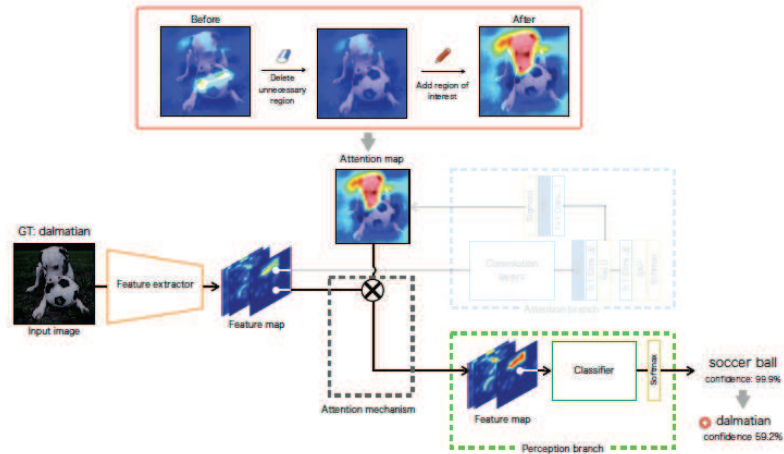 Before
After
Delete
unnecessary
region
Add region of
interest
Attention map
GT: dalmatian
Input image
Feature extractor
Feature map
Convolution
layers
Attention branch
Attention mechanism
Feature map
Classifier
Softmax
Perception branch
soccer ball
confidence: 99.9%
dalmatian
confidence 59.2%